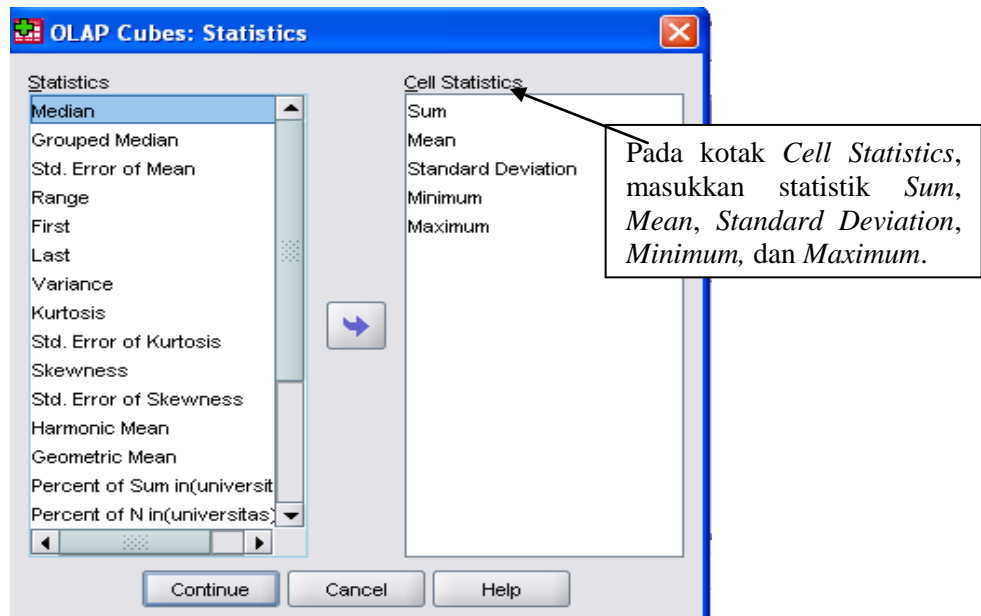 OLAP Cubes: Statistics
Statistics
Median
Grouped Median
Std. Error of Mean
Range
First
Last
Variance
Kurtosis
Std. Error of Kurtosis
Skewness
Std. Error of Skewness
Harmonic Mean
Geometric Mean
Percent of Sum in(universit
Percent of N in(universitas)
Cell Statistics
Sum
Mean
Standard Deviation
Minimum
Maximum
Pada kotak Cell Statistics,
masukkan statistik Sum,
Mean, Standard Deviation,
Minimum, dan Maximum.
Continue
Cancel
Help